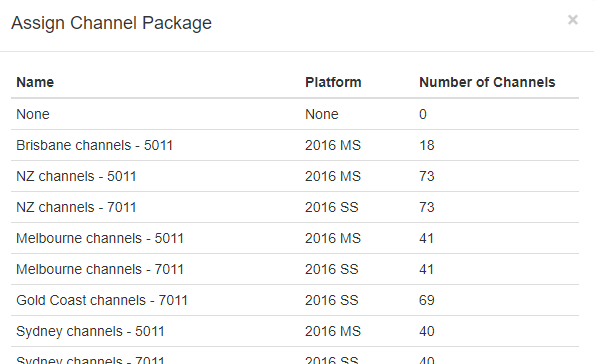 Assign Channel Package
×
Name Platform Number of Channels
None None 0
Brisbane channels - 5011 2016 MS 18
NZ channels - 5011 2016 MS 73
NZ channels - 7011 2016 SS 73
Melbourne channels - 5011 2016 MS 41
Melbourne channels - 7011 2016 SS 41
Gold Coast channels - 7011 2016 SS 69
Sydney channels - 5011 2016 MS 40
Sydney channels - 7011 2016 SS 40